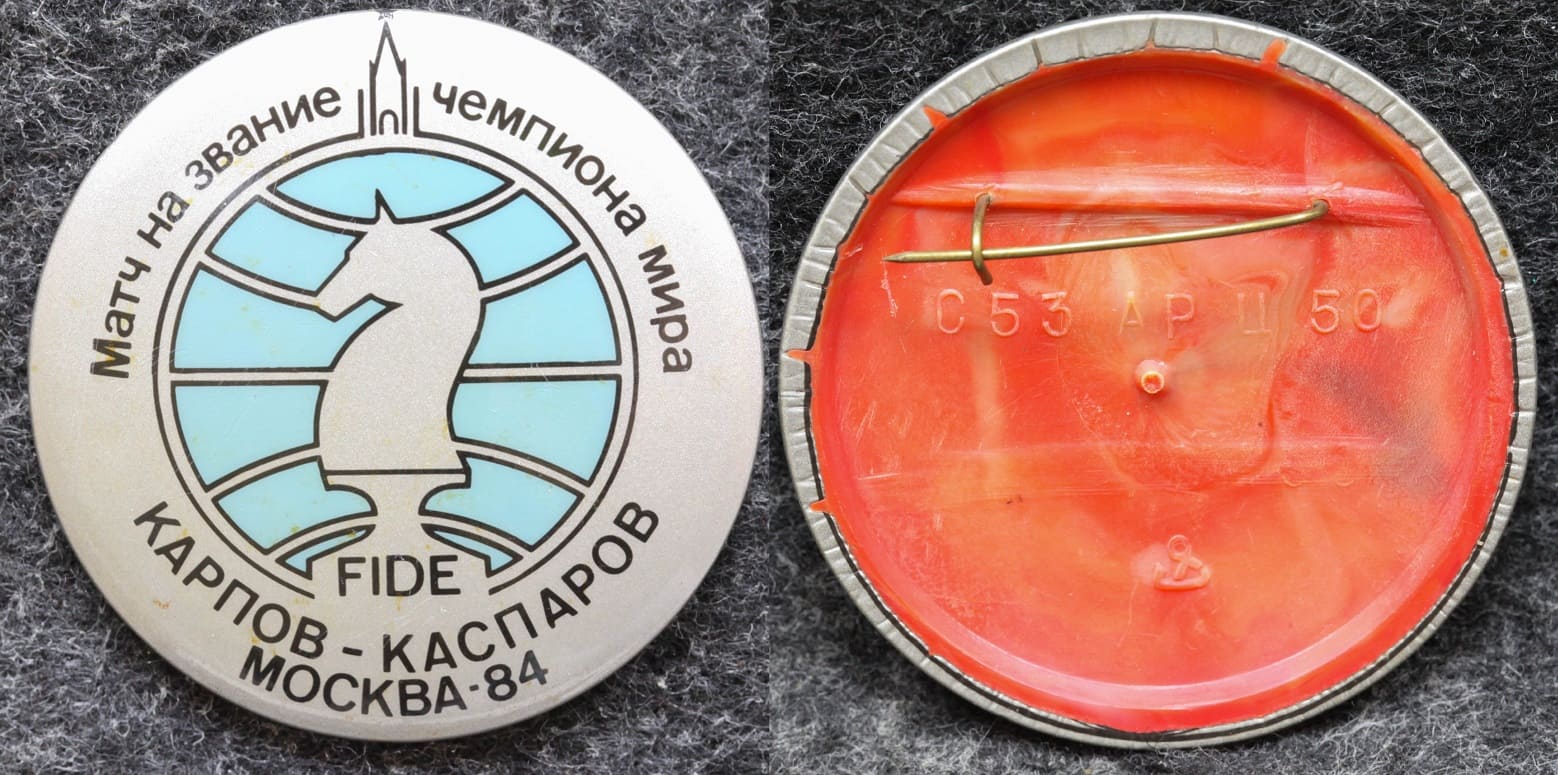 Матч на звание чемпиона мира
FIDE
КАРПОВ - КАСПАРОВ
МОСКВА-84
С53 АР Ц 50